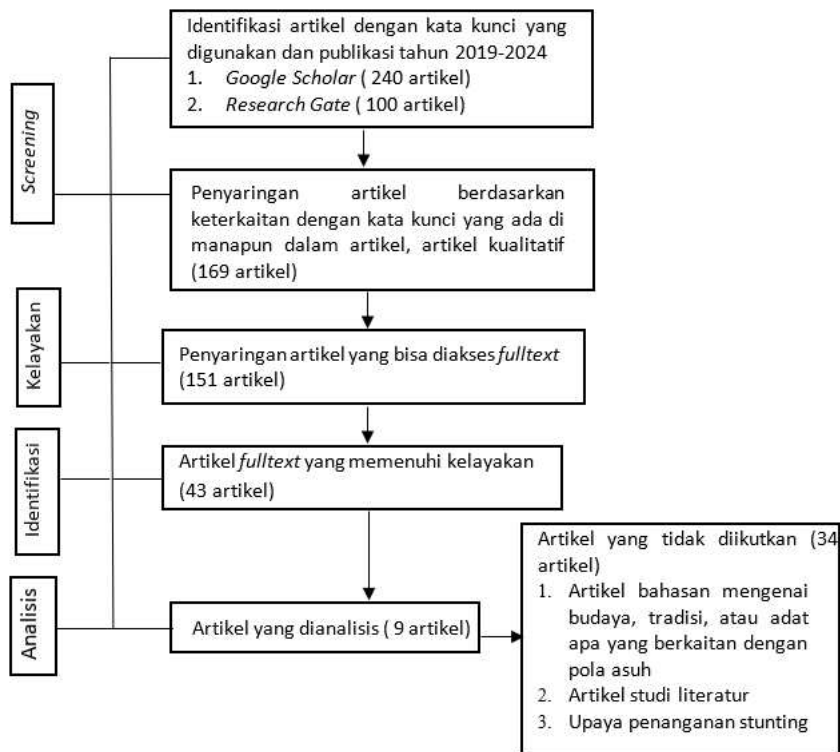 Identifikasi artikel dengan kata kunci yang
digunakan dan publikasi tahun 2019-2024
1. Google Scholar ( 240 artikel)
2. Research Gate ( 100 artikel)
Screening
Penyaringan artikel berdasarkan
keterkaitan dengan kata kunci yang ada di
manapun dalam artikel, artikel kualitatif
(169 artikel)
Kelayakan
Penyaringan artikel yang bisa diakses fulltext
(151 artikel)
Identifikasi
Artikel fulltext yang memenuhi kelayakan
(43 artikel)
Analisis
Artikel yang dianalisis ( 9 artikel)
Artikel yang tidak diikutkan (34
artikel)
1. Artikel bahasan mengenai
budaya, tradisi, atau adat
apa yang berkaitan dengan
pola asuh
2. Artikel studi literatur
3. Upaya penanganan stunting